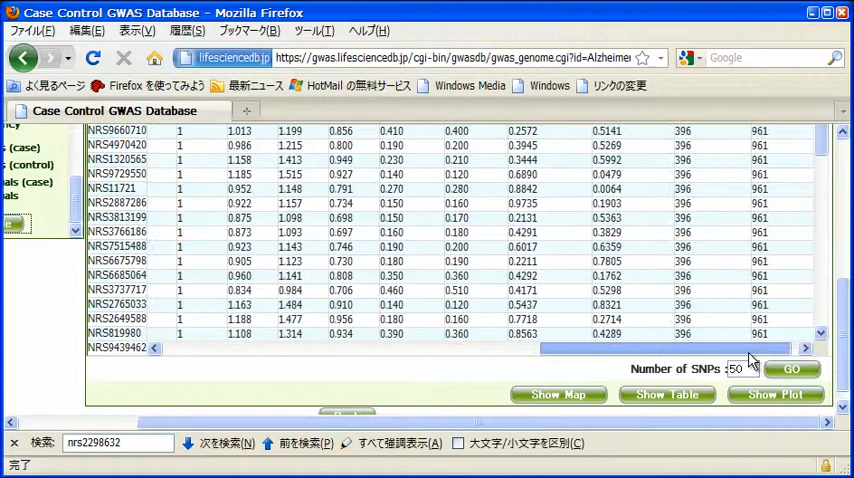 Case Control GWAS Database - Mozilla Firefox
ファイル(F) 編集(E) 表示(V) 履歴(S) ブックマーク(B) ツール(T) ヘルプ(H)
lifesciencedb.jp https://gwas.lifesciencedb.jp/cgi-bin/gwasdb/gwas_genome.cgi?id=Alzheimer Google
よく見るページ Firefox を使ってみよう 最新ニュース HotMail の無料サービス Windows Media Windows リンクの変更
Case Control GWAS Database
NRS9660710 1 1.013 1.199 0.856 0.410 0.400 0.2572 0.5141 396 961
s (case) NRS4970420 1 0.986 1.215 0.800 0.190 0.200 0.3945 0.5269 396 961
s (control) NRS1320565 1 1.158 1.413 0.949 0.230 0.210 0.3444 0.5992 396 961
NRS9729550 1 1.185 1.515 0.927 0.140 0.120 0.6890 0.0479 396 961
als (case) NRS11721 1 0.952 1.148 0.791 0.270 0.280 0.8842 0.0064 396 961
uals NRS2887286 1 0.922 1.157 0.734 0.150 0.160 0.9735 0.1903 396 961
NRS3813199 1 0.875 1.098 0.698 0.150 0.170 0.2131 0.5363 396 961
e NRS3766186 1 0.873 1.093 0.697 0.160 0.180 0.4291 0.3829 396 961
NRS7515488 1 0.923 1.143 0.746 0.190 0.200 0.6017 0.6359 396 961
NRS6675798 1 0.905 1.123 0.730 0.180 0.190 0.2211 0.7805 396 961
NRS6685064 1 0.960 1.141 0.808 0.350 0.360 0.4292 0.1762 396 961
NRS3737717 1 0.834 0.984 0.706 0.460 0.510 0.4171 0.5298 396 961
NRS2765033 1 1.163 1.484 0.910 0.140 0.120 0.5437 0.8321 396 961
NRS2649588 1 1.188 1.477 0.956 0.180 0.160 0.7718 0.2714 396 961
NRS819980 1 1.108 1.314 0.934 0.390 0.360 0.8563 0.4289 396 961
NRS9439462
Number of SNPs : 50 GO
Show Map Show Table Show Plot
検索: nrs2298632 次を検索(N) 前を検索(P) すべて強調表示(A) 大文字/小文字を区別(C)
完了